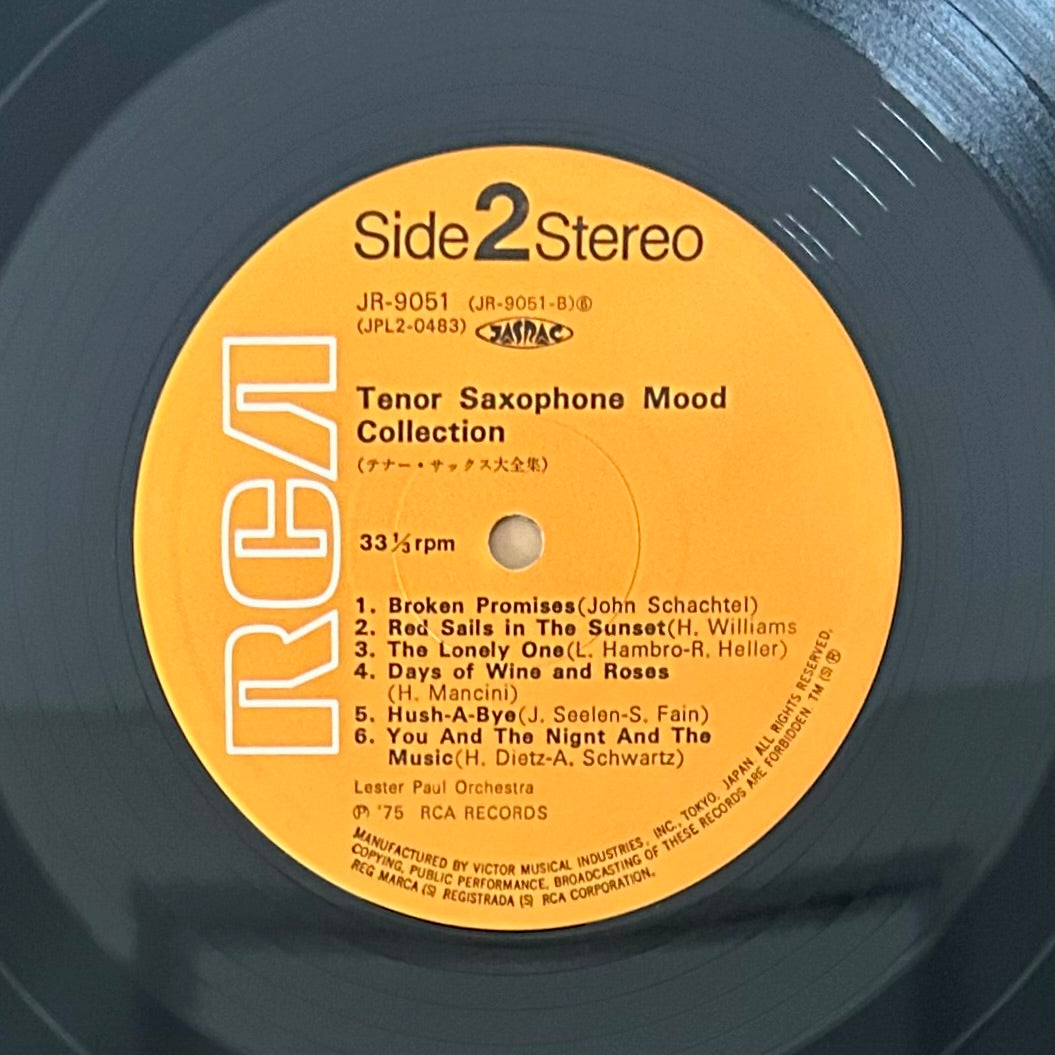 Side 2 Stereo
JR-9051 (JR-9051-B)⑥
(JPL2-0483) JASRAC
RCA
Tenor Saxophone Mood
Collection
(テナー・サックス大全集)
33⅓rpm
1. Broken Promises(John Schachtel)
2. Red Sails in The Sunset(H. Williams
3. The Lonely One(L. Hambro-R. Heller)
4. Days of Wine and Roses
(H. Mancini)
5. Hush-A-Bye(J. Seelen-S. Fain)
6. You And The Nignt And The
Music(H. Dietz-A. Schwartz)
Lester Paul Orchestra
Ⓟ '75 RCA RECORDS
MANUFACTURED BY VICTOR MUSICAL INDUSTRIES, INC., TOKYO, JAPAN ALL RIGHTS RESERVED,
COPYING, PUBLIC PERFORMANCE, BROADCASTING OF THESE RECORDS ARE FORBIDDEN TM (S) ®
REG MARCA (S) REGISTRADA (S) RCA CORPORATION.